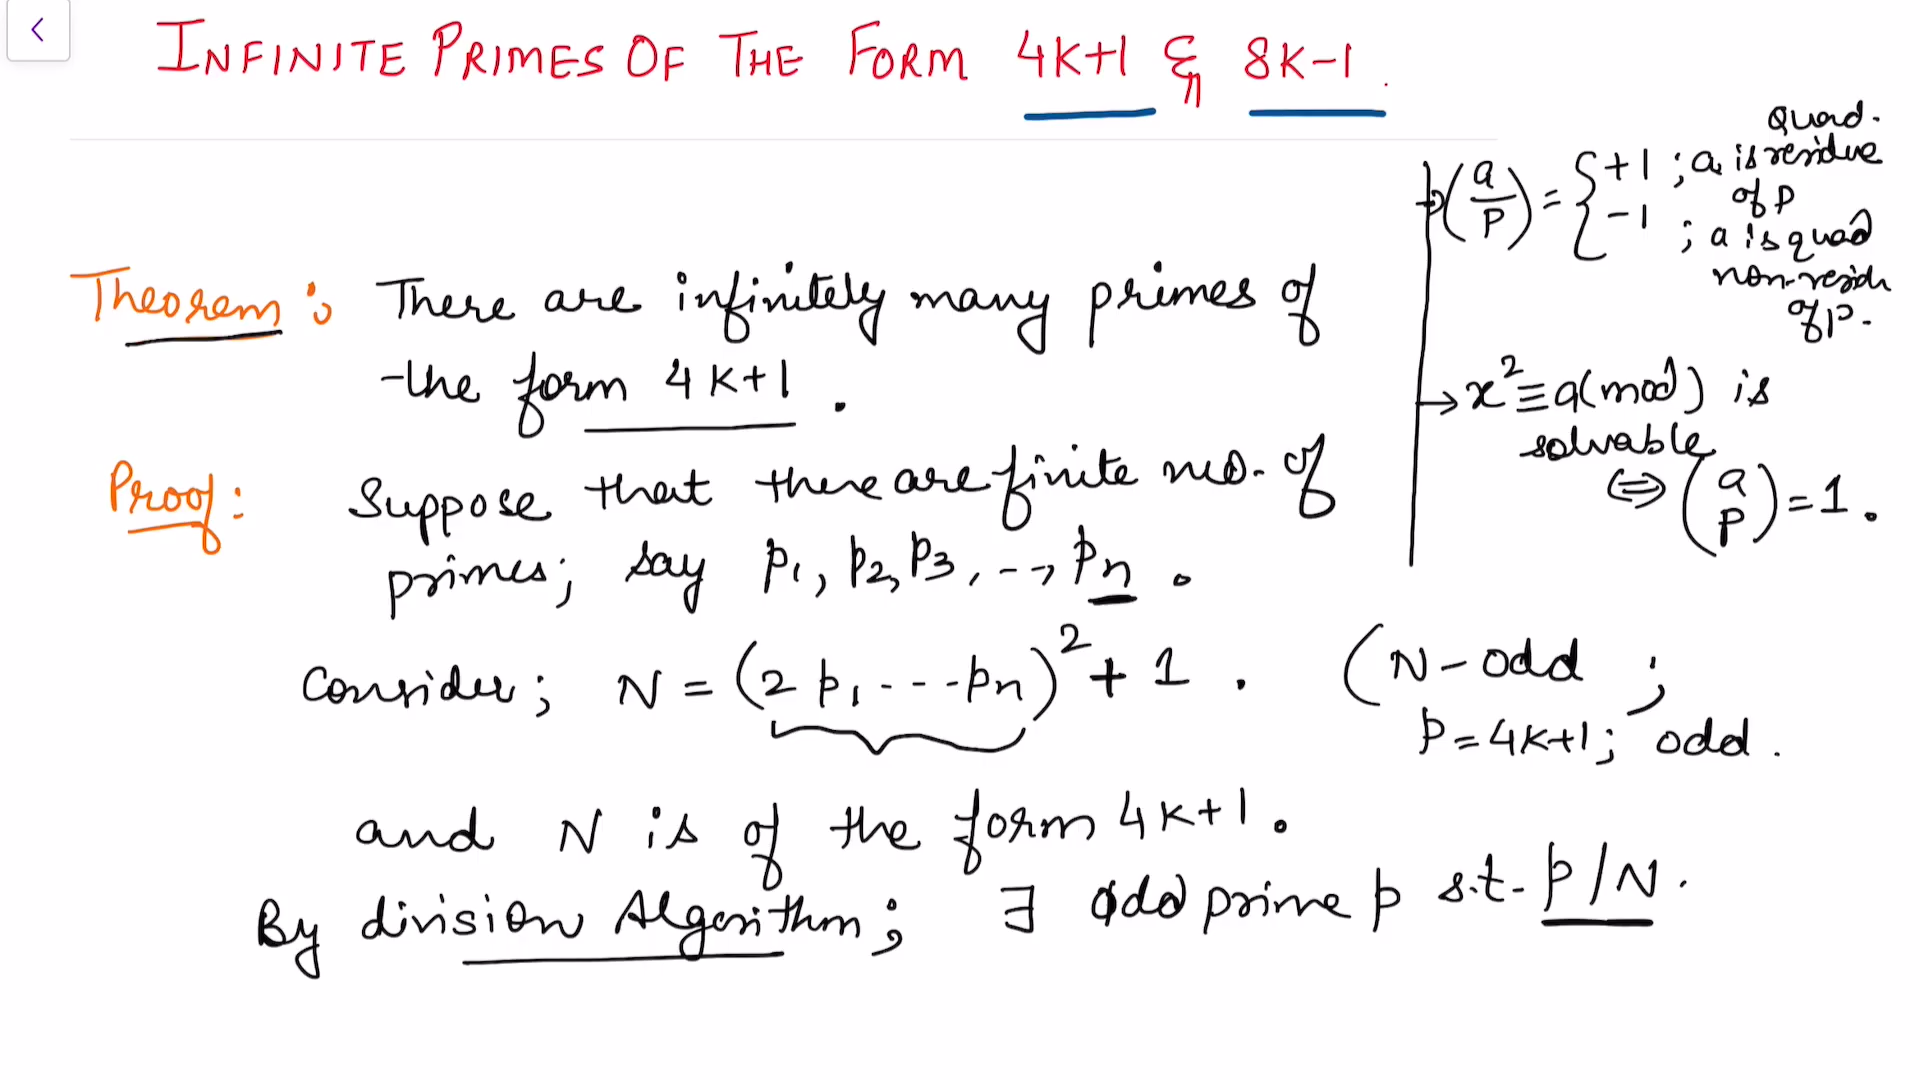 INFINITE PRIMES OF THE FORM 4K+1 & 8K-1.
Theorem: There are infinitely many primes of
the form 4K+1.
Proof: Suppose that there are finite no. of
primes; say p₁, p₂, p₃, --, pₙ.
Consider; N = (2 p₁ ---- pₙ)² + 1.
(N-odd ;
p = 4K+1; odd.
and N is of the form 4K+1.
By division Algorithm; ∃ odd prime p s.t. p/N.
(a/p) = { +1 ; a is quad. residue
of p
-1 ; a is quad
non-resid
of p.
→ x² ≡ a(mod) is
solvable
⇔ (a/p) = 1.